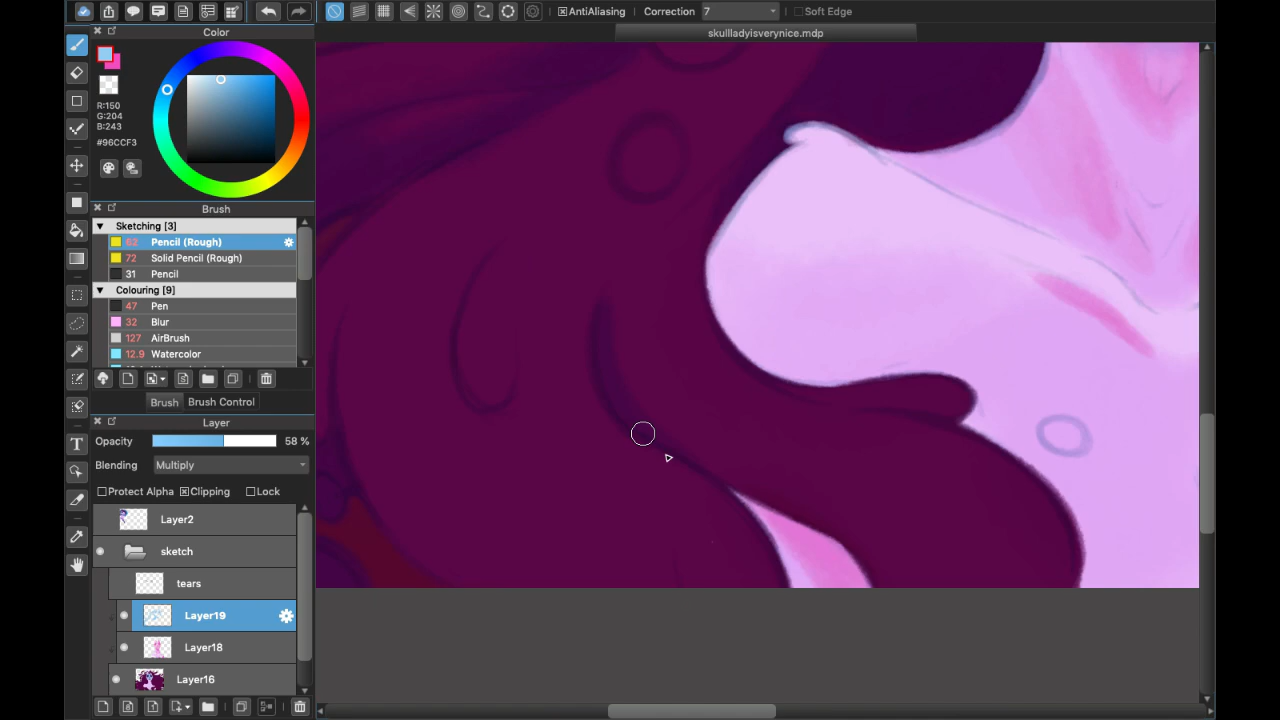 AntiAliasing Correction 7 Soft Edge
Color
skullladyisverynice.mdp
R:150
G:204
B:243
#96CCF3
Brush
Sketching [3]
62 Pencil (Rough)
72 Solid Pencil (Rough)
31 Pencil
Colouring [9]
47 Pen
32 Blur
127 AirBrush
12.9 Watercolor
Brush Brush Control
Layer
Opacity 58 %
Blending Multiply
Protect Alpha Clipping Lock
Layer2
sketch
tears
Layer19
Layer18
Layer16
T